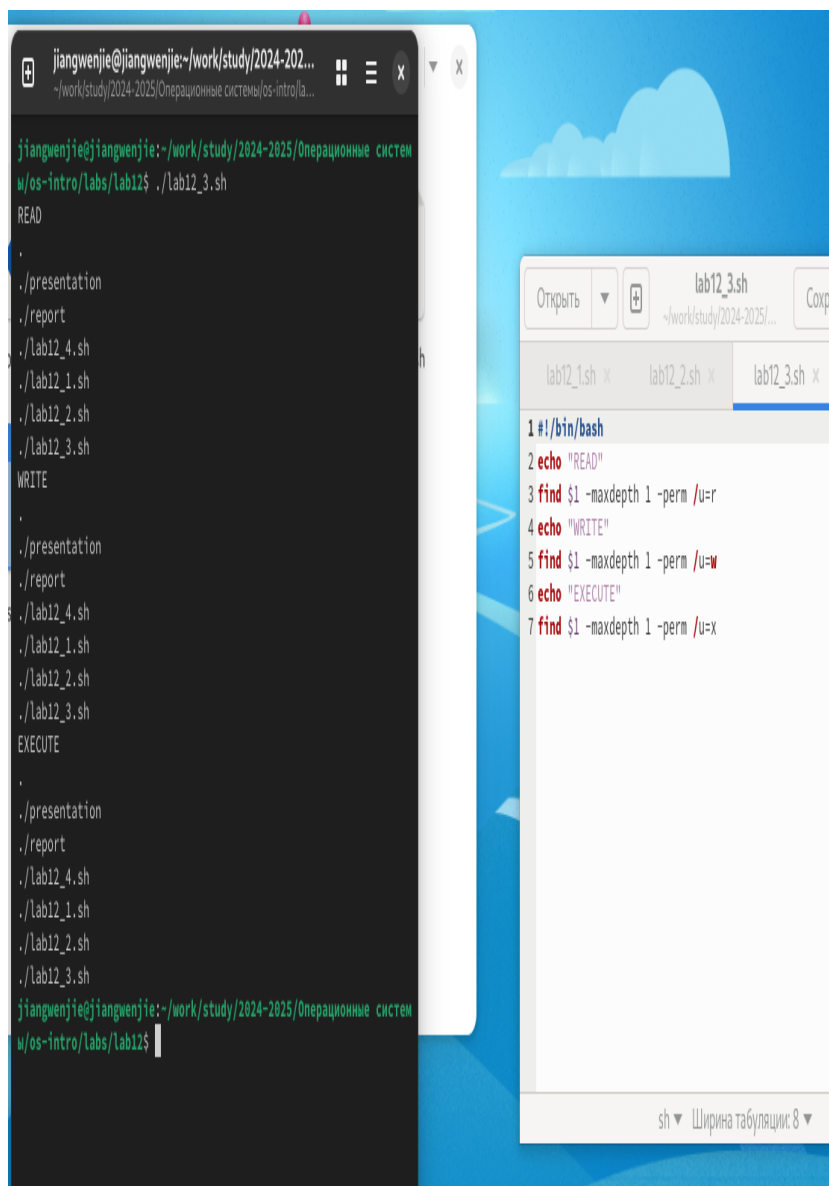 jiangwenjie@jiangwenjie:~/work/study/2024-202...
~/work/study/2024-2025/Операционные системы/os-intro/la...
jiangwenjie@jiangwenjie:~/work/study/2024-2025/Операционные систем
ы/os-intro/labs/lab12$ ./lab12_3.sh
READ
.
./presentation
./report
./lab12_4.sh
./lab12_1.sh
./lab12_2.sh
./lab12_3.sh
WRITE
.
./presentation
./report
./lab12_4.sh
./lab12_1.sh
./lab12_2.sh
./lab12_3.sh
EXECUTE
.
./presentation
./report
./lab12_4.sh
./lab12_1.sh
./lab12_2.sh
./lab12_3.sh
jiangwenjie@jiangwenjie:~/work/study/2024-2025/Операционные систем
ы/os-intro/labs/lab12$
Открыть
lab12_3.sh
~/work/study/2024-2025/...
Сохр
lab12_1.sh × lab12_2.sh × lab12_3.sh ×
1 #!/bin/bash
2 echo "READ"
3 find $1 -maxdepth 1 -perm /u=r
4 echo "WRITE"
5 find $1 -maxdepth 1 -perm /u=w
6 echo "EXECUTE"
7 find $1 -maxdepth 1 -perm /u=x
sh ▼ Ширина табуляции: 8 ▼